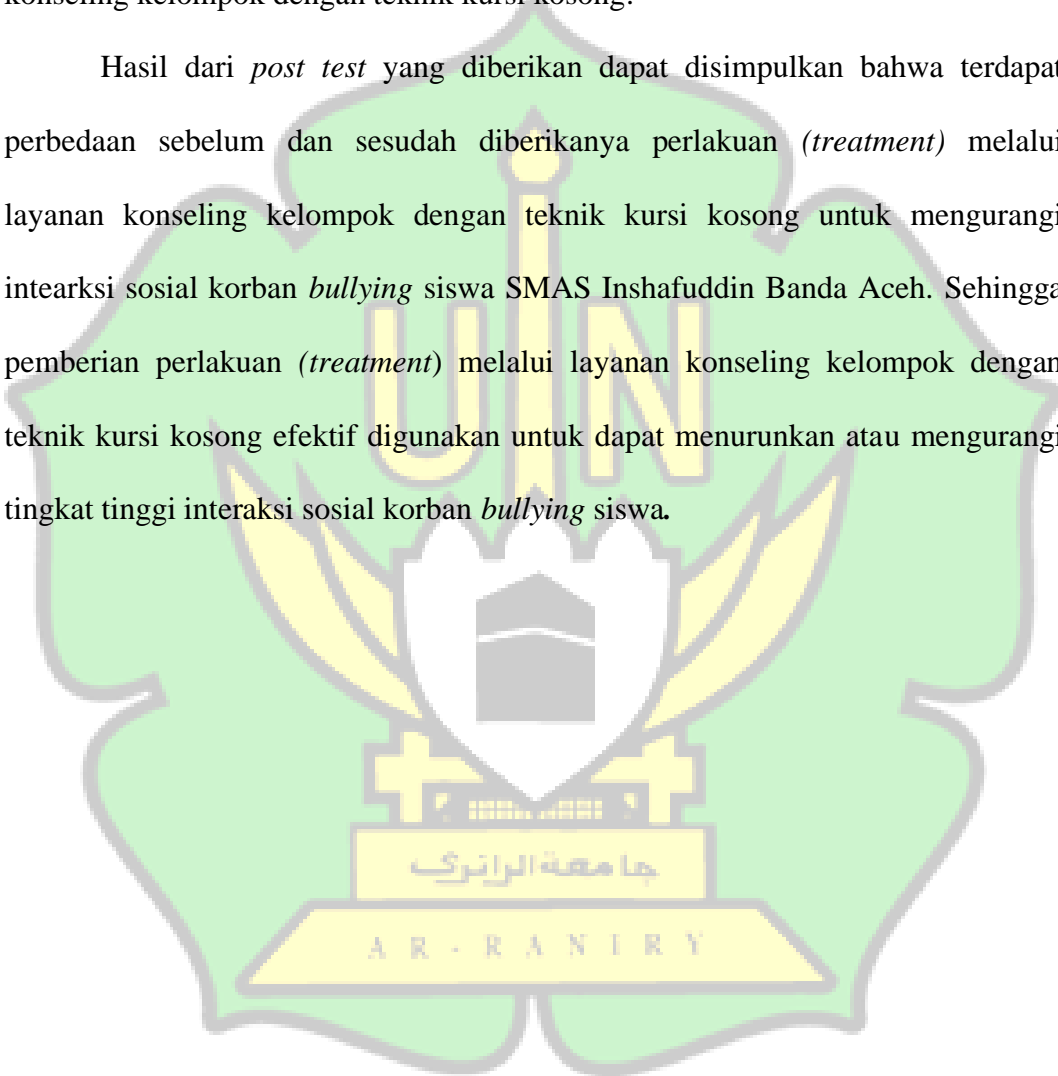 konseling kelompok dengan teknik kursi kosong.
Hasil dari post test yang diberikan dapat disimpulkan bahwa terdapat
perbedaan sebelum dan sesudah diberikanya perlakuan (treatment) melalui
layanan konseling kelompok dengan teknik kursi kosong untuk mengurangi
intearksi sosial korban bullying siswa SMAS Inshafuddin Banda Aceh. Sehingga
pemberian perlakuan (treatment) melalui layanan konseling kelompok dengan
teknik kursi kosong efektif digunakan untuk dapat menurunkan atau mengurangi
tingkat tinggi interaksi sosial korban bullying siswa.
UIN
جامعة الرانري
AR-RANIRY